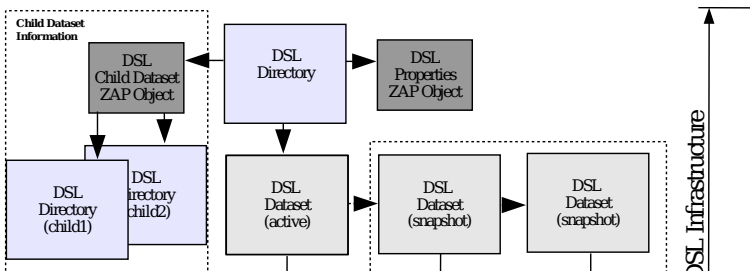 Child Dataset
Information
DSL
Child Dataset
ZAP Object
DSL
Directory
DSL
Properties
ZAP Object
DSL
Directory
(child1)
DSL
irectory
child2)
DSL
Dataset
(active)
DSL
Dataset
(snapshot)
DSL
Dataset
(snapshot)
DSL Infrastructure